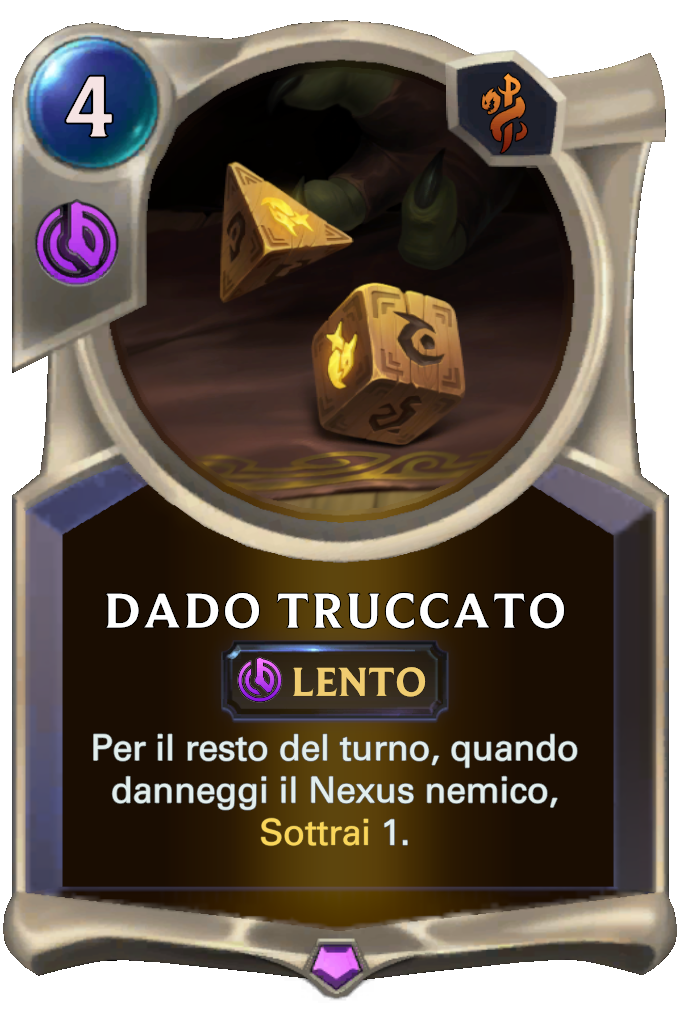 4
DADO TRUCCATO
LENTO
Per il resto del turno, quando
danneggi il Nexus nemico,
Sottrai 1.